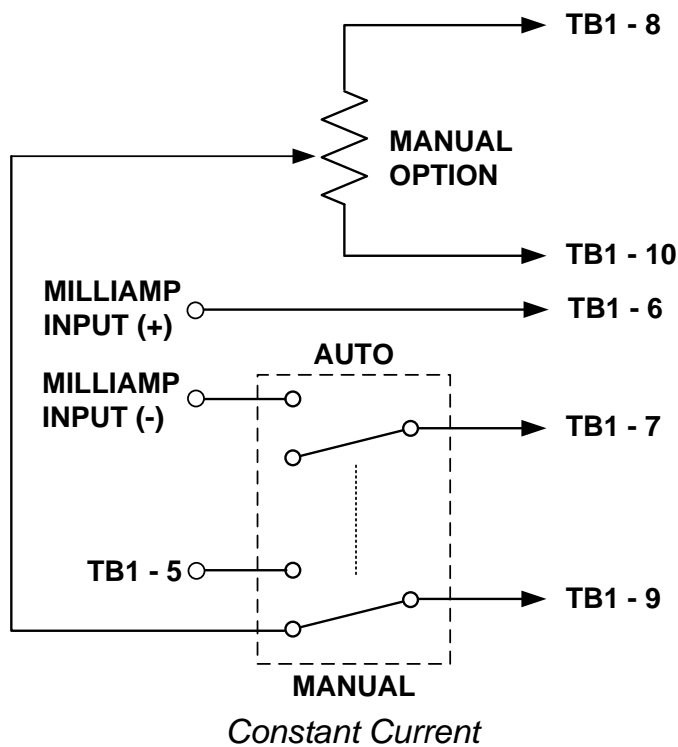 TB1 - 8
MANUAL
OPTION
TB1 - 10
MILLIAMP
INPUT (+)
TB1 - 6
AUTO
MILLIAMP
INPUT (-)
TB1 - 7
TB1 - 5
TB1 - 9
MANUAL
Constant Current